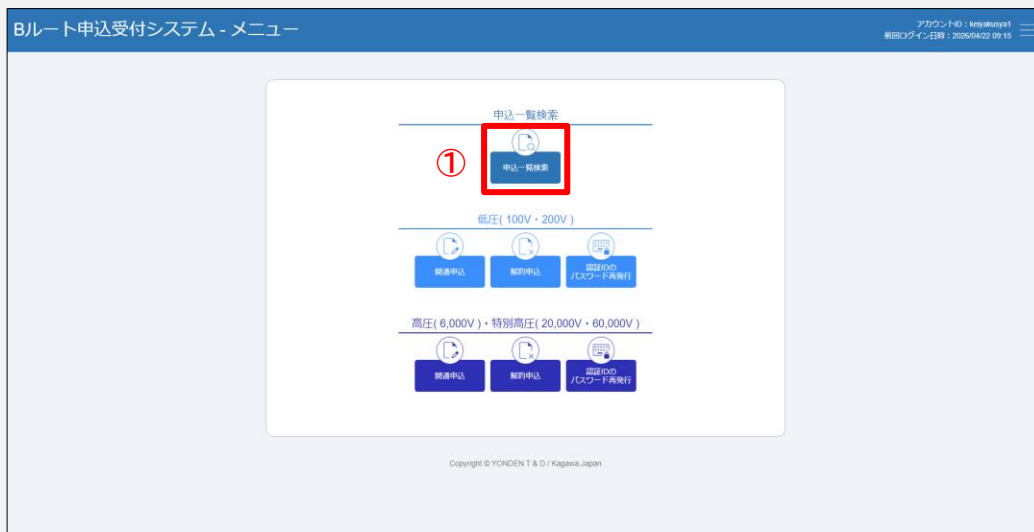 Bルート申込受付システム - メニュー
アカウントID : keiyakusya1
前回ログイン日時 : 2026/04/22 09:15
申込一覧検索
①
申込一覧検索
低圧( 100V・200V )
開通申込
解約申込
認証IDの
パスワード再発行
高圧( 6,000V )・特別高圧( 20,000V・60,000V )
開通申込
解約申込
認証IDの
パスワード再発行
Copyright © YONDEN T & D / Kagawa,Japan